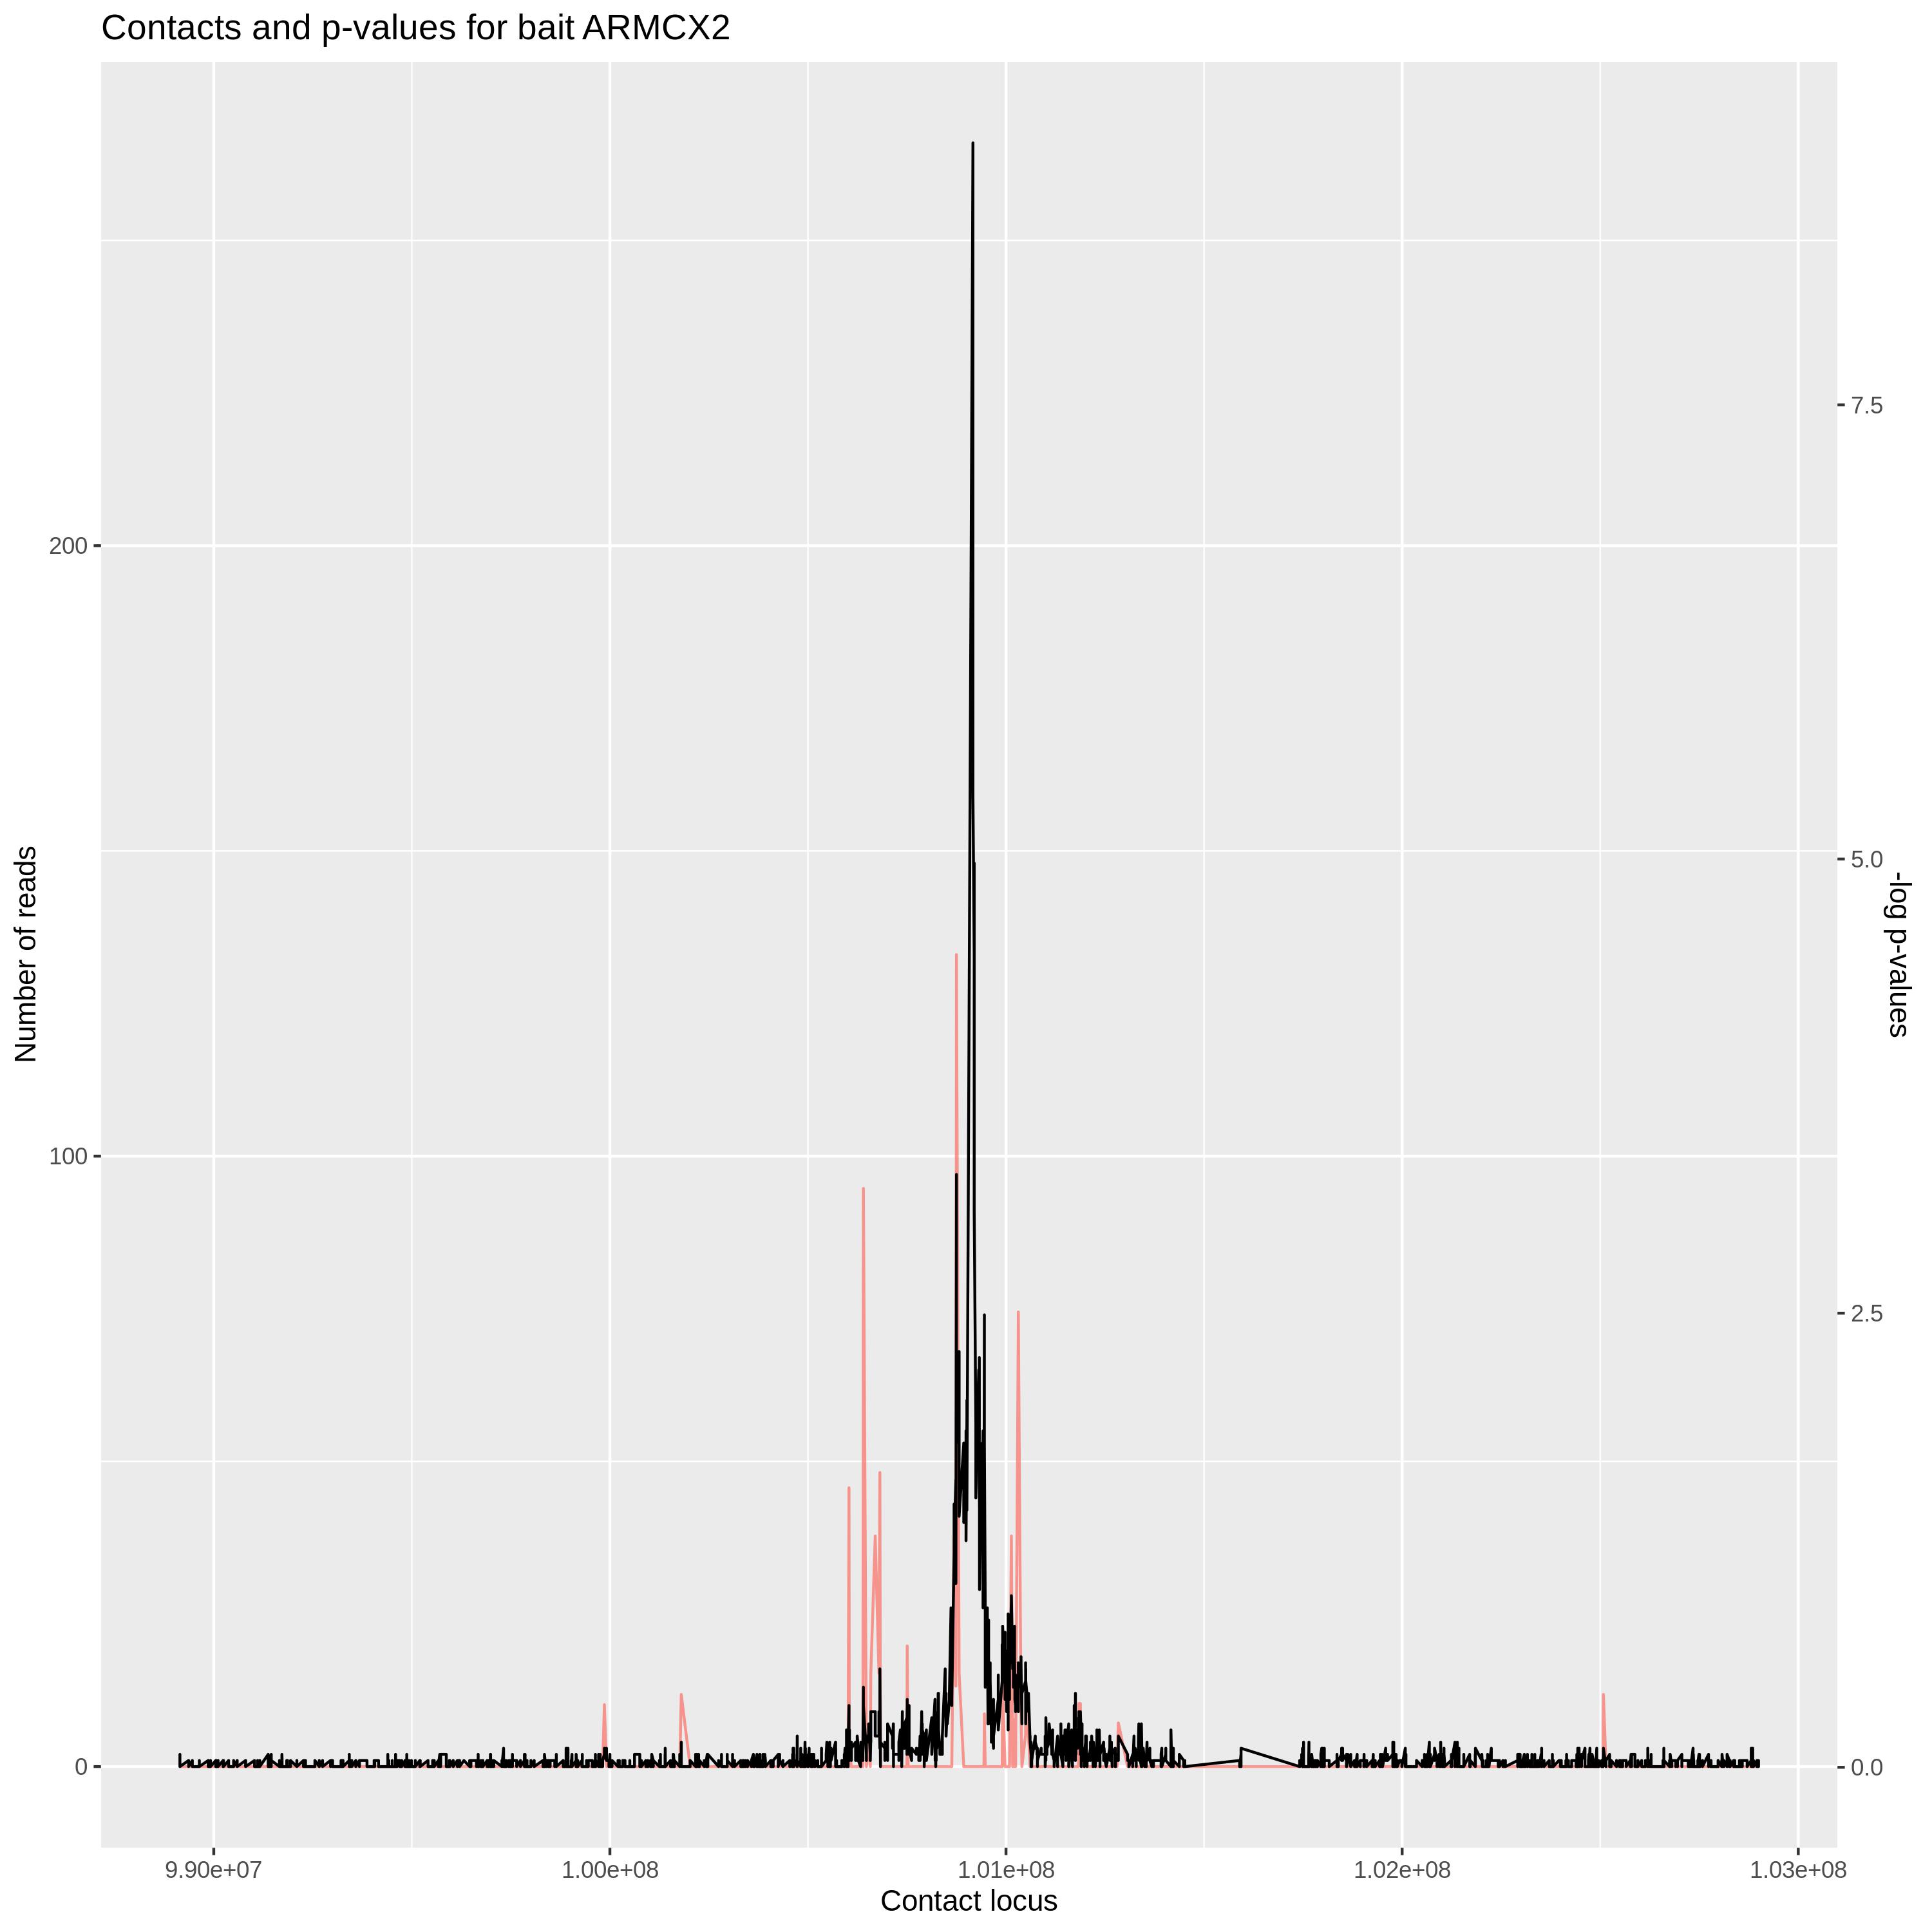 Contacts and p-values for bait ARMCX2
Number of reads
200
100
0
7.5
5.0
2.5
0.0
-log p-values
9.90e+07
1.00e+08
1.01e+08
1.02e+08
1.03e+08
Contact locus